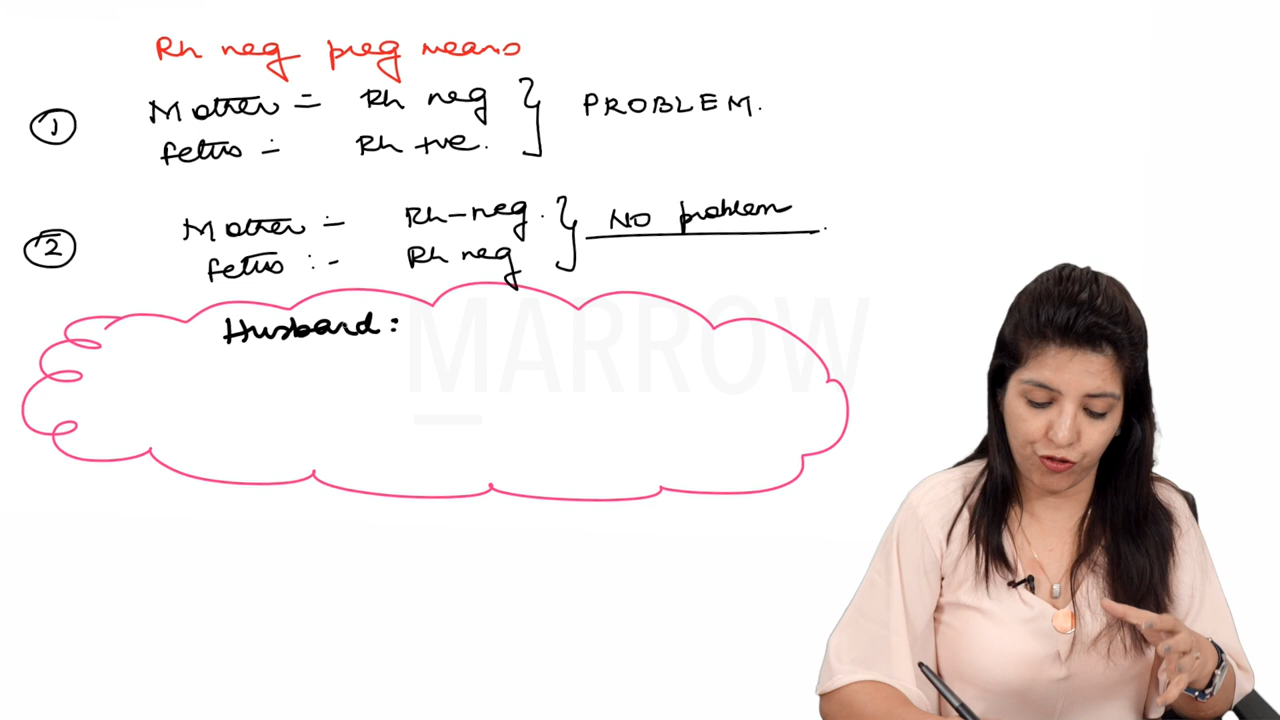 Rh neg preg means
① Mother = Rh neg } PROBLEM.
fetus :- Rh +ve.
② Mother :- Rh-neg. } No problem
fetus :- Rh neg
Husband :
MARROW